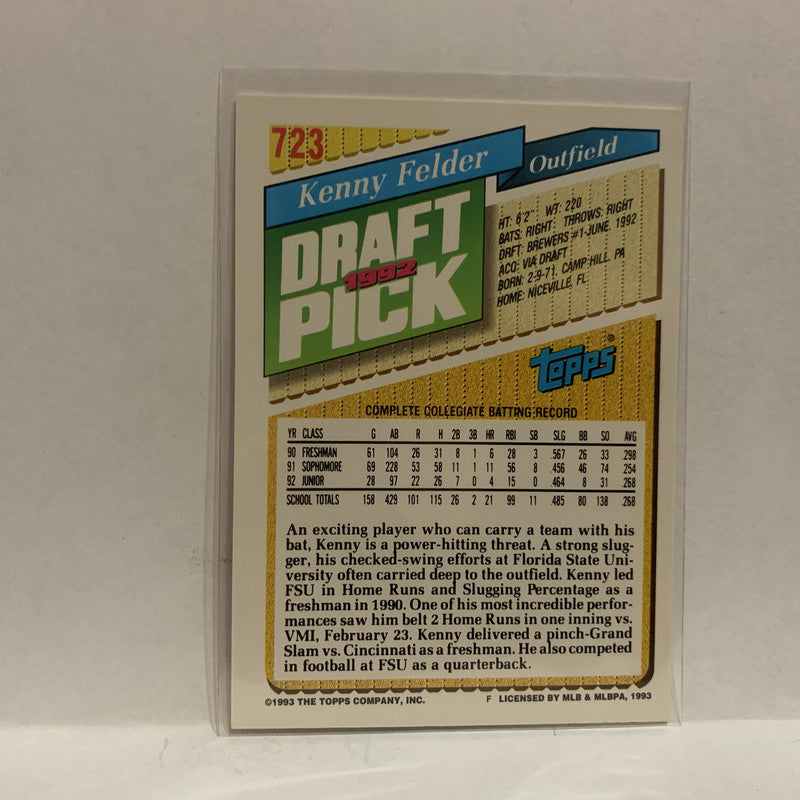 723
Kenny Felder
Outfield
DRAFT
1992
PICK
HT: 6'2" WT: 220
BATS: RIGHT THROWS: RIGHT
DRFT: BREWERS #1-JUNE, 1992
ACQ: VIA DRAFT
BORN: 2-9-71, CAMP HILL, PA
HOME: NICEVILLE, FL
TOPPS®
COMPLETE COLLEGIATE BATTING RECORD
YR CLASS G AB R H 2B 3B HR RBI SB SLG BB SO AVG
90 FRESHMAN 61 104 26 31 8 1 6 28 3 .567 26 33 .298
91 SOPHOMORE 69 228 53 58 11 1 11 56 8 .456 46 74 .254
92 JUNIOR 28 97 22 26 7 0 4 15 0 .464 8 31 .268
SCHOOL TOTALS 158 429 101 115 26 2 21 99 11 .485 80 138 .268
An exciting player who can carry a team with his
bat, Kenny is a power-hitting threat. A strong slug-
ger, his checked-swing efforts at Florida State Uni-
versity often carried deep to the outfield. Kenny led
FSU in Home Runs and Slugging Percentage as a
freshman in 1990. One of his most incredible perfor-
mances saw him belt 2 Home Runs in one inning vs.
VMI, February 23. Kenny delivered a pinch-Grand
Slam vs. Cincinnati as a freshman. He also competed
in football at FSU as a quarterback.
©1993 THE TOPPS COMPANY, INC. F LICENSED BY MLB & MLBPA, 1993